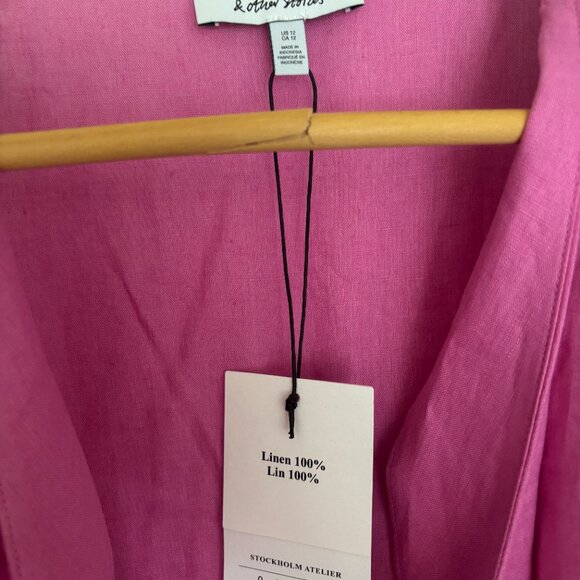 & other Stories
US 12
CA 12
MADE IN
INDONESIA
FABRIQUÉ EN
INDONÉSIE
Linen 100%
Lin 100%
STOCKHOLM ATELIER